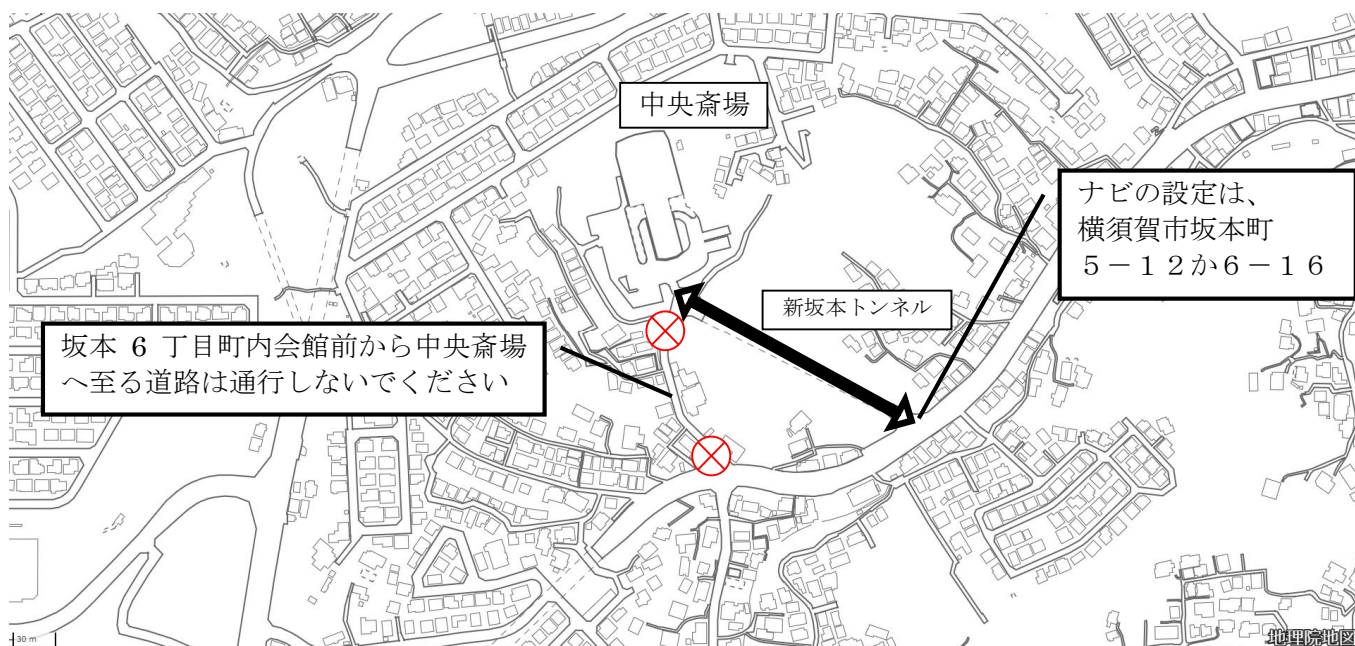 中央斎場
ナビの設定は、
横須賀市坂本町
５－１２か６－１６
新坂本トンネル
坂本 6 丁目町内会館前から中央斎場
へ至る道路は通行しないでください
30 m
地理院地図